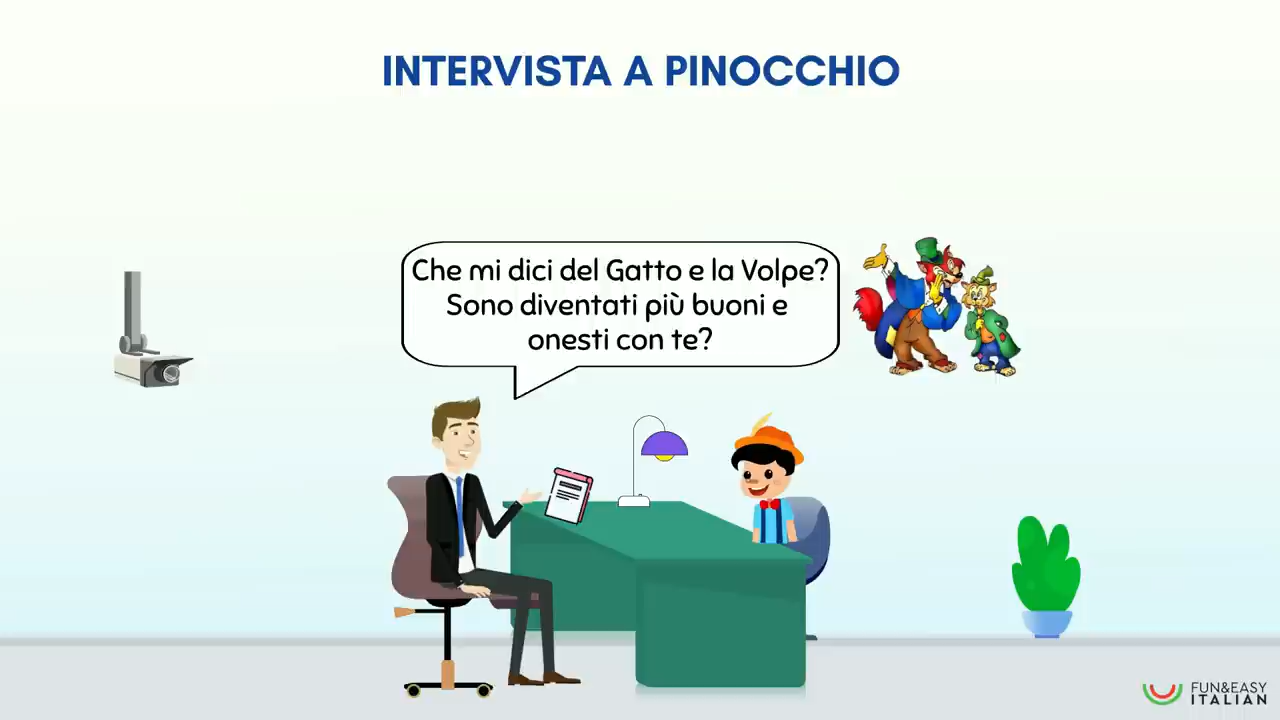 INTERVISTA A PINOCCHIO
Che mi dici del Gatto e la Volpe?
Sono diventati più buoni e
onesti con te?
FUN&EASY
ITALIAN